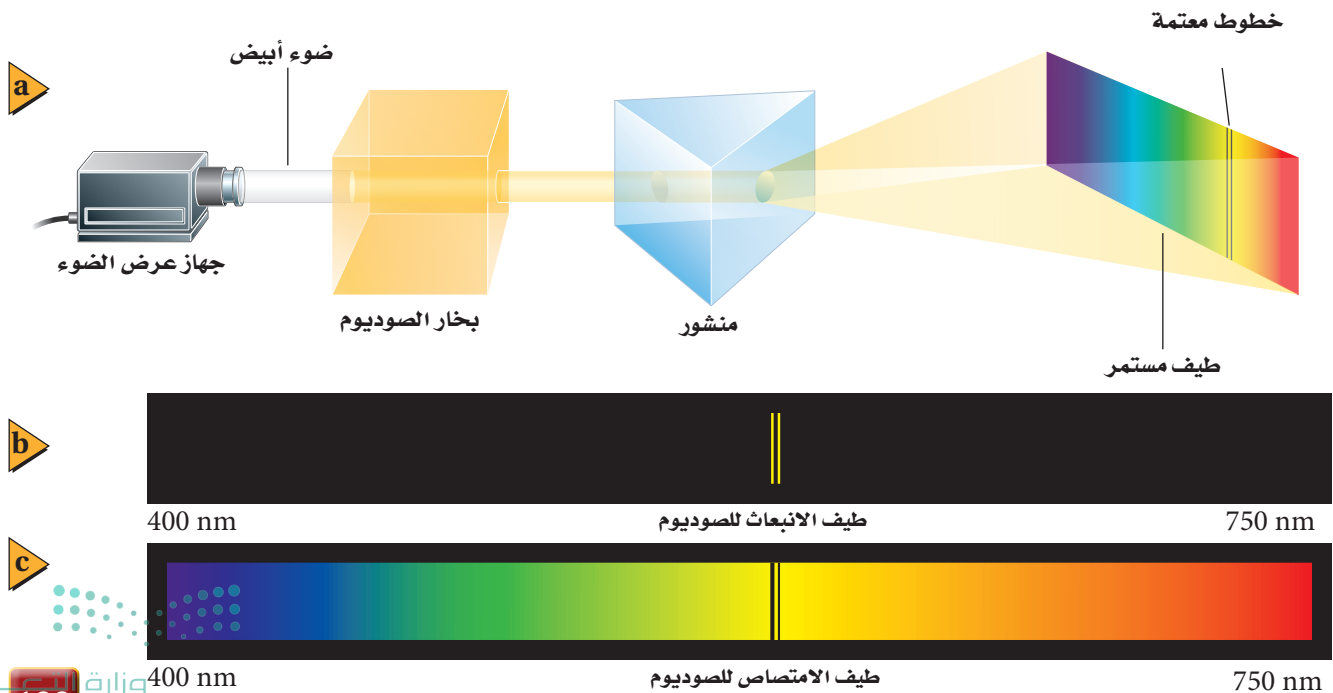 خطوط معتمة
ضوء أبيض
a
جهاز عرض الضوء
بخار الصوديوم
منشور
طيف مستمر
b
400 nm
طيف الانبعاث للصوديوم
750 nm
c
400 nm
طيف الامتصاص للصوديوم
750 nm
وزارة